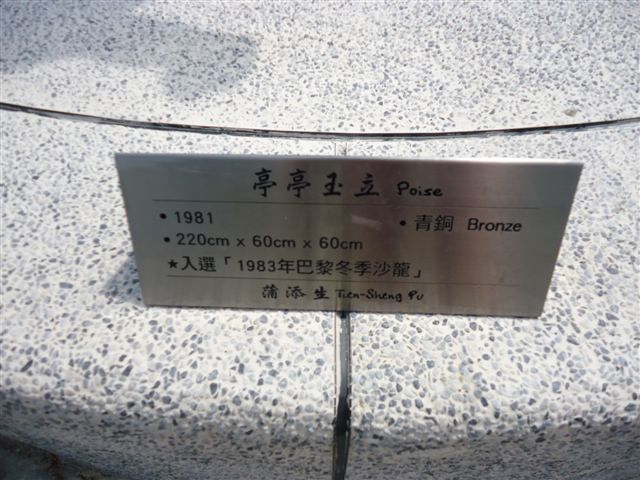 亭亭玉立 Poise
• 1981 • 青銅 Bronze
• 220cm x 60cm x 60cm
★入選「1983年巴黎冬季沙龍」
蒲添生 Tien-Sheng Pu